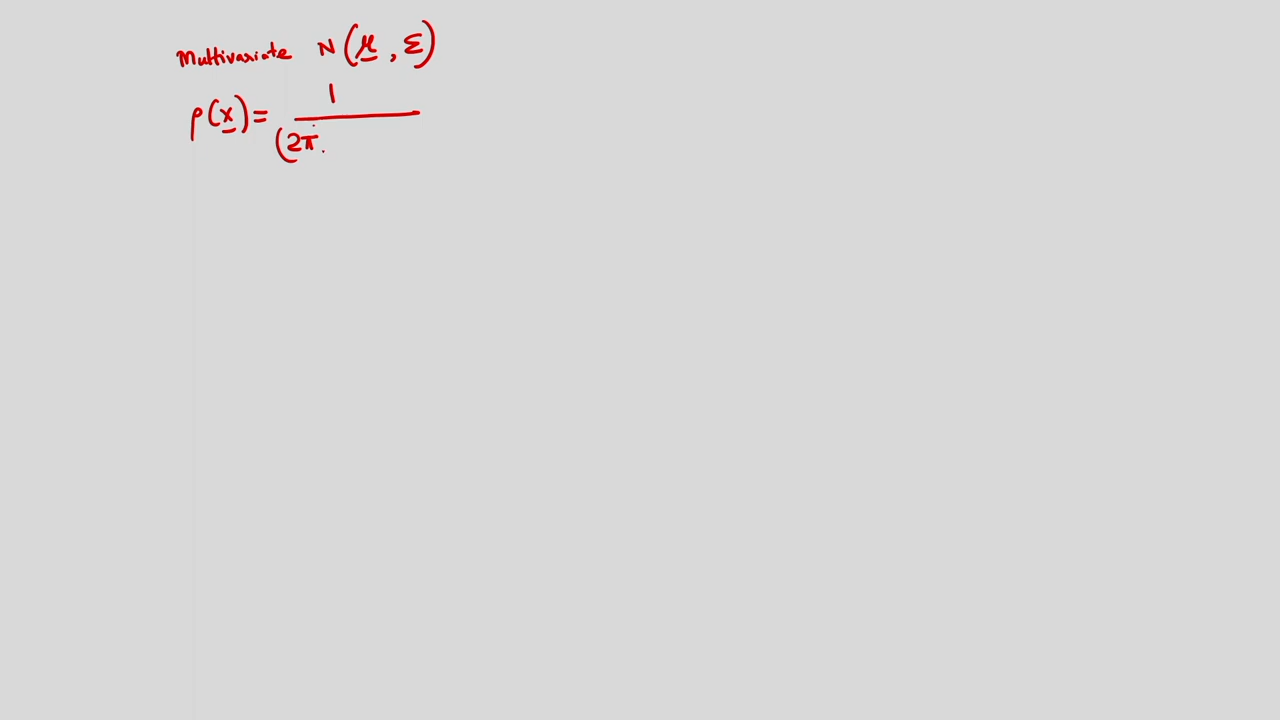 Multivariate N(μ, Σ)
p(x) = 1 / (2π